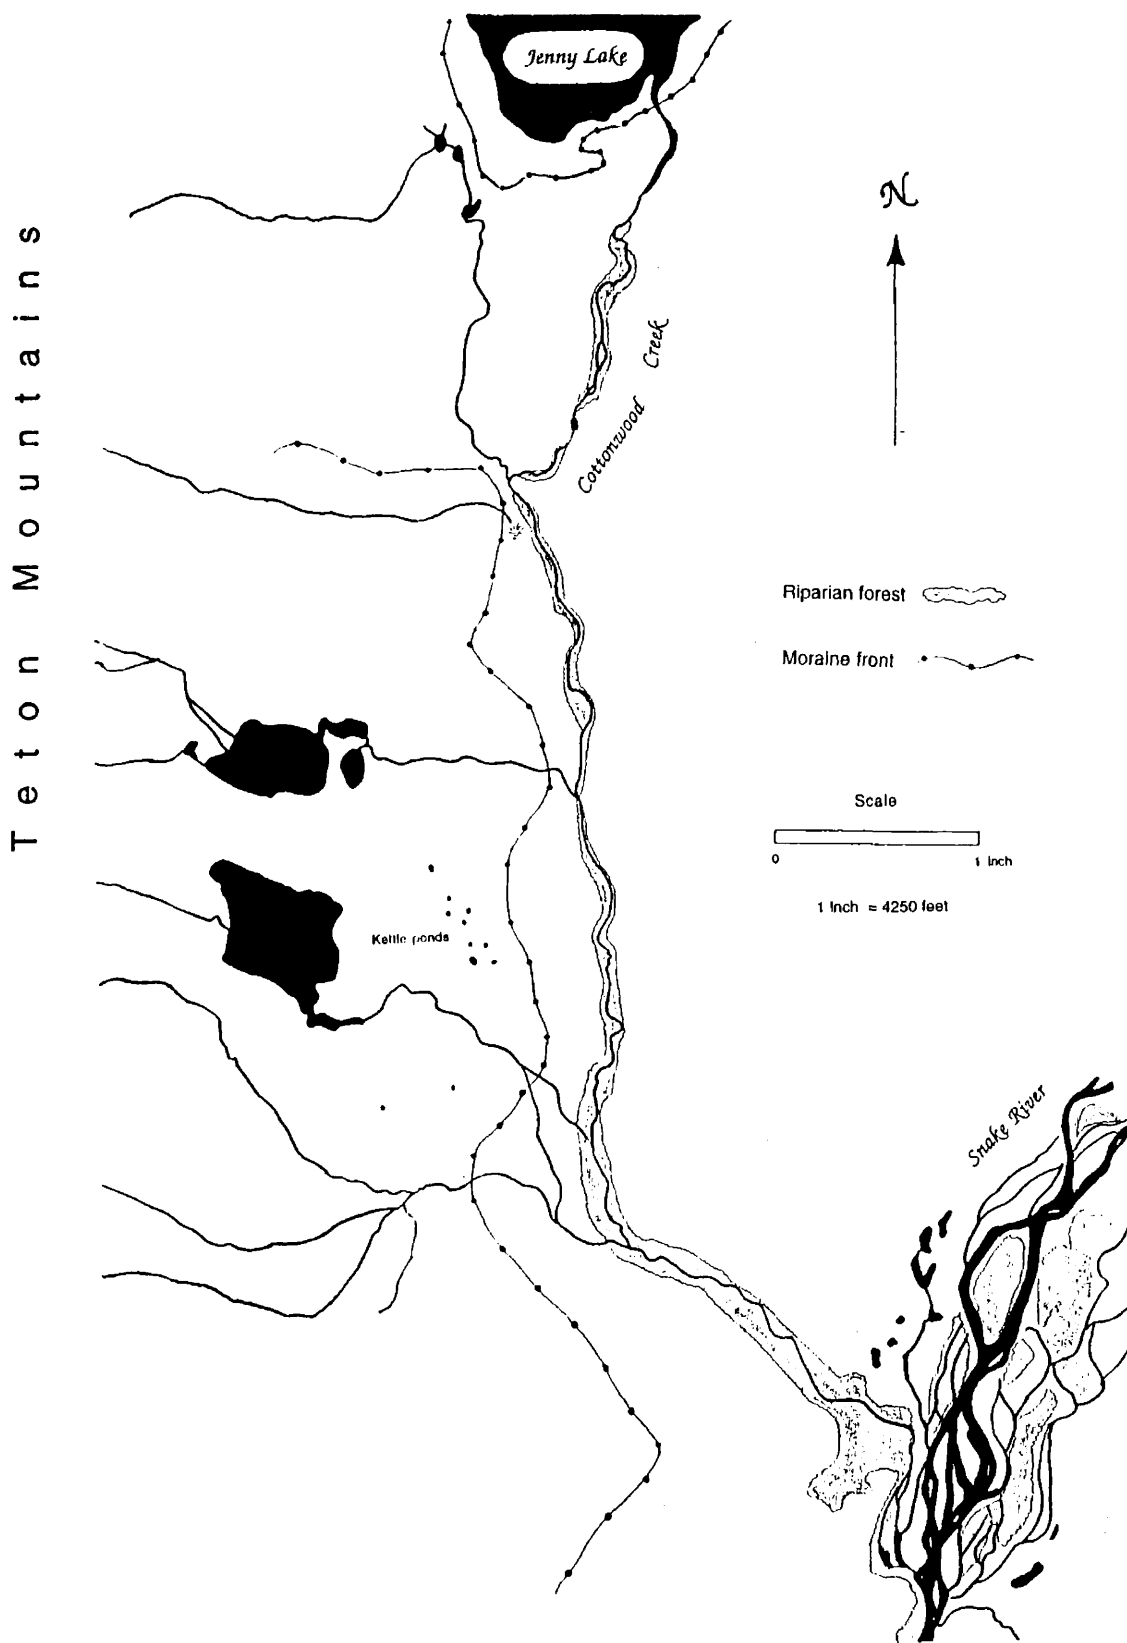 Jenny Lake
N
Teton Mountains
Cottonwood Creek
Riparian forest
Moraine front
Scale
0 1 Inch
1 Inch = 4250 feet
Kettle ponds
Snake River